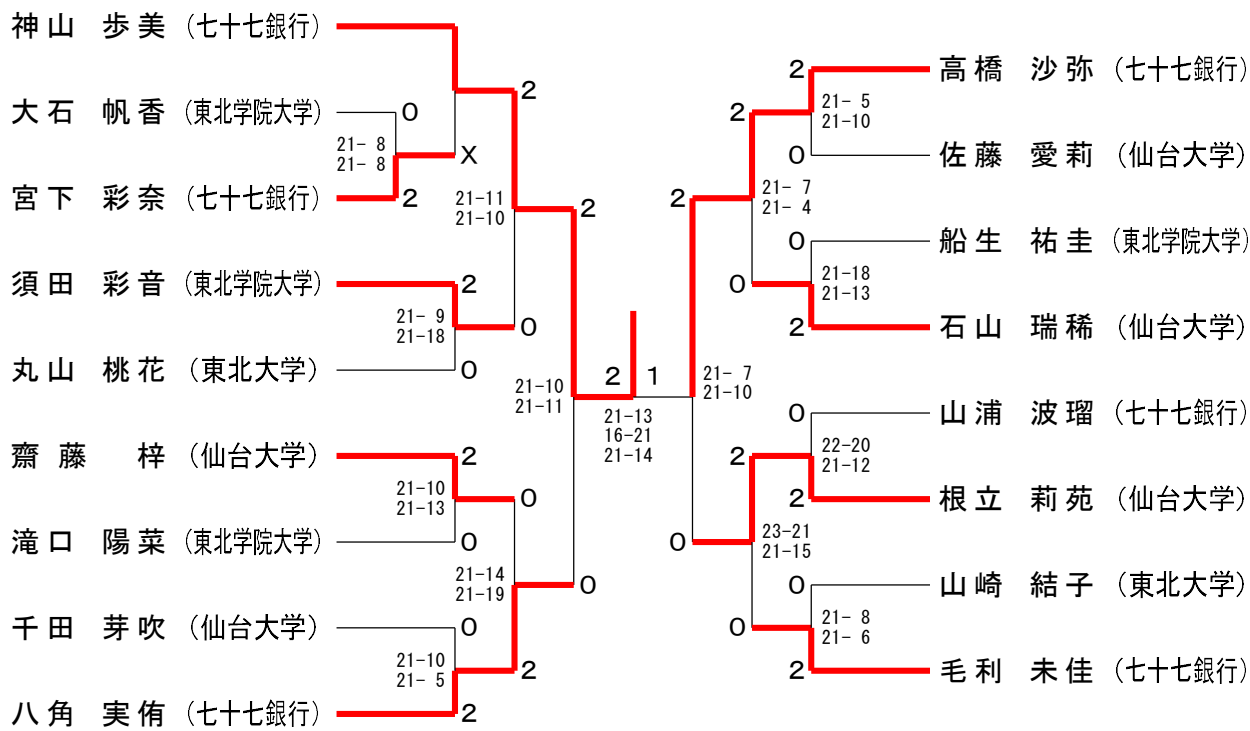 神山 歩美 (七十七銀行)
2
大石 帆香 (東北学院大学)
0
21- 8
21- 8
X
宮下 彩奈 (七十七銀行)
2
21-11
21-10
2
須田 彩音 (東北学院大学)
2
21- 9
21-18
0
丸山 桃花 (東北大学)
0
21-10
21-11
齋藤 梓 (仙台大学)
2
21-10
21-13
0
滝口 陽菜 (東北学院大学)
0
21-14
21-19
0
千田 芽吹 (仙台大学)
0
21-10
21- 5
2
八角 実侑 (七十七銀行)
2
2 1
21-13
16-21
21-14
2 高橋 沙弥 (七十七銀行)
21- 5
21-10
2
0 佐藤 愛莉 (仙台大学)
21- 7
21- 4
2
0 船生 祐圭 (東北学院大学)
21-18
21-13
0
2 石山 瑞稀 (仙台大学)
21- 7
21-10
0 山浦 波瑠 (七十七銀行)
22-20
21-12
2
2 根立 莉苑 (仙台大学)
23-21
21-15
0
0 山崎 結子 (東北大学)
21- 8
21- 6
0
2 毛利 未佳 (七十七銀行)